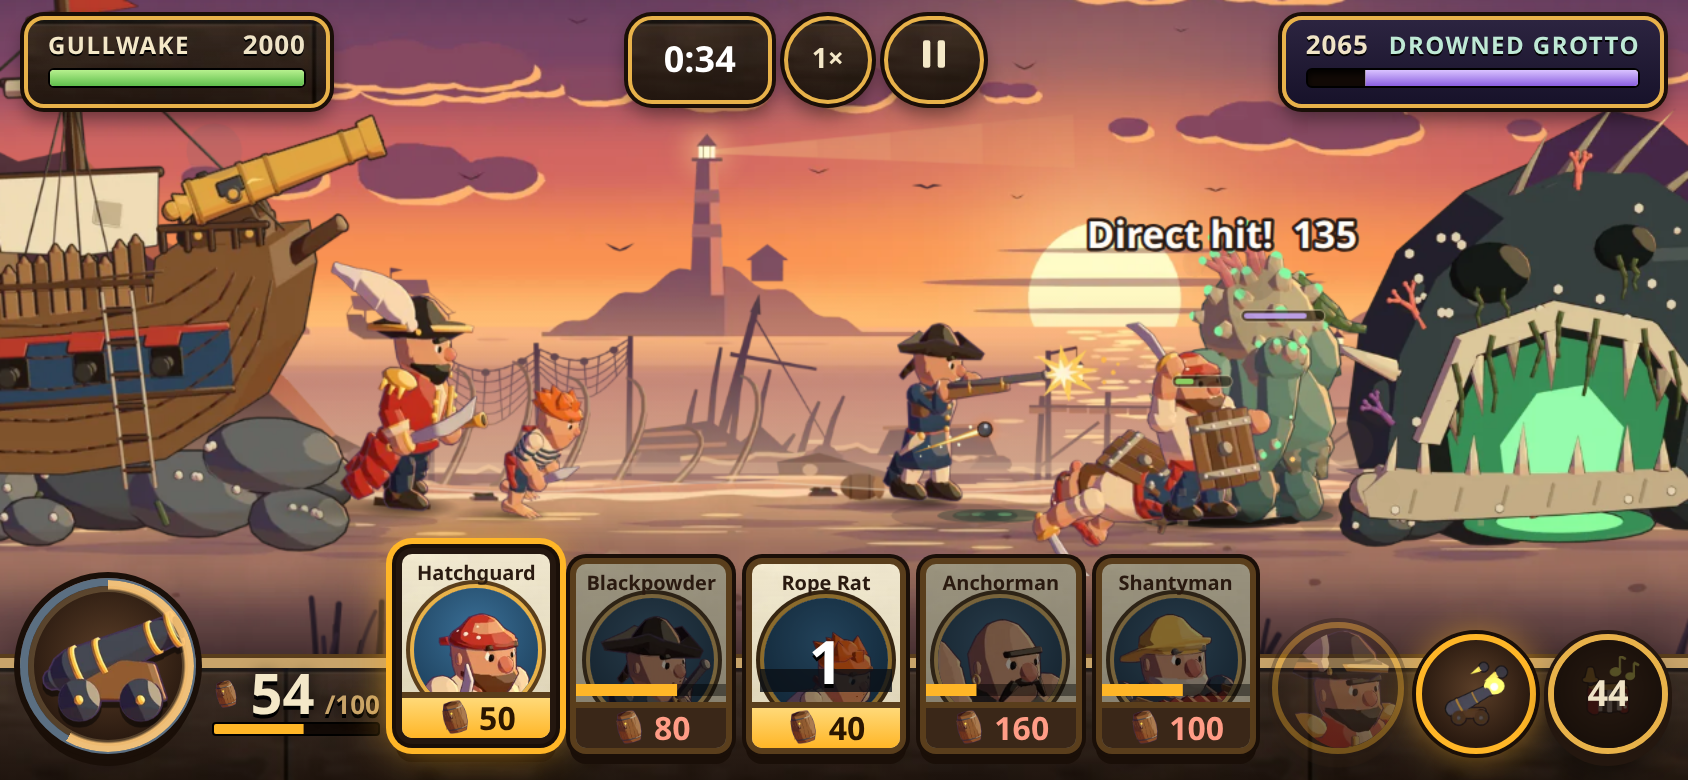 GULLWAKE 2000
0:34
1×
2065 DROWNED GROTTO
Direct hit! 135
54 /100
Hatchguard
50
Blackpowder
80
Rope Rat
1
40
Anchorman
160
Shantyman
100
44